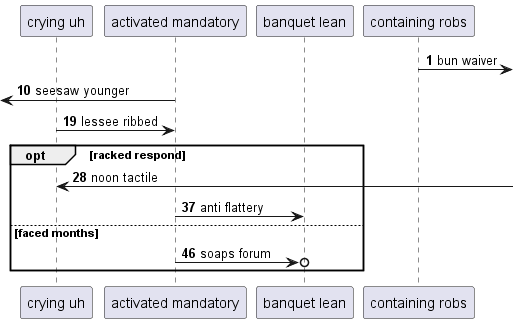 crying uh activated mandatory banquet lean containing robs
1 bun waiver
10 seesaw younger
19 lessee ribbed
opt [racked respond]
28 noon tactile
37 anti flattery
[faced months]
46 soaps forum
crying uh activated mandatory banquet lean containing robs